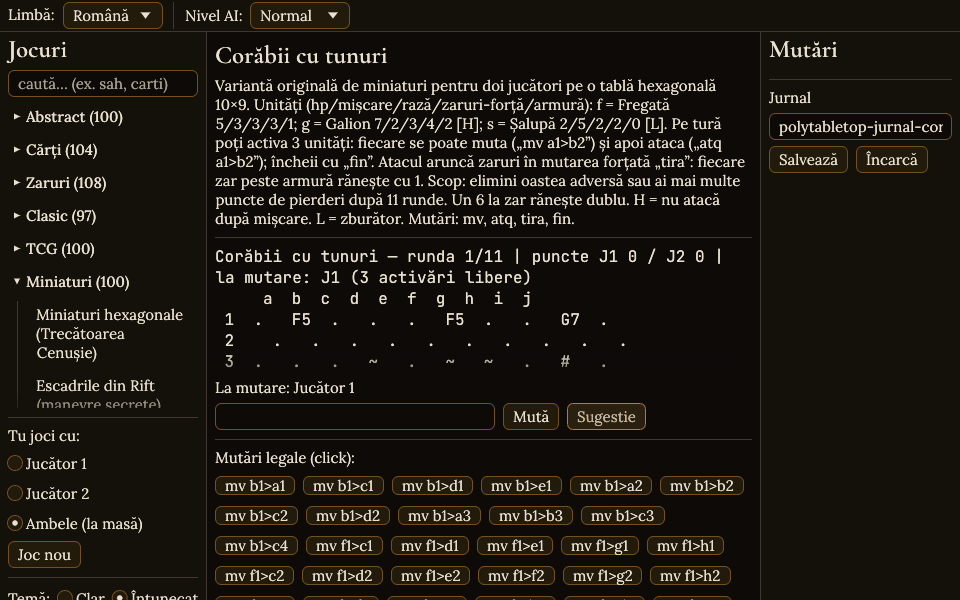 Limbă: Română ▼ Nivel AI: Normal ▼
Jocuri
caută... (ex. sah, carti)
▸ Abstract (100)
▸ Cărți (104)
▸ Zaruri (108)
▸ Clasic (97)
▸ TCG (100)
▾ Miniaturi (100)
Miniaturi hexagonale
(Trecătoarea
Cenușie)
Escadrile din Rift
(manevre secrete)
Tu joci cu:
Jucător 1
Jucător 2
Ambele (la masă)
Joc nou
Temă: Clar Întunecat
Corăbii cu tunuri
Variantă originală de miniaturi pentru doi jucători pe o tablă hexagonală
10×9. Unități (hp/mișcare/rază/zaruri-forță/armură): f = Fregată
5/3/3/3/1; g = Galion 7/2/3/4/2 [H]; s = Șalupă 2/5/2/2/0 [L]. Pe tură
poți activa 3 unități: fiecare se poate muta („mv a1>b2”) și apoi ataca („atq
a1>b2”); încheii cu „fin”. Atacul aruncă zaruri în mutarea forțată „tira”: fiecare
zar peste armură rănește cu 1. Scop: elimini oastea adversă sau ai mai multe
puncte de pierderi după 11 runde. Un 6 la zar rănește dublu. H = nu atacă
după mișcare. L = zburător. Mutări: mv, atq, tira, fin.
Corăbii cu tunuri — runda 1/11 | puncte J1 0 / J2 0 |
la mutare: J1 (3 activări libere)
a b c d e f g h i j
1 . F5 . . . F5 . . G7 .
2 . . . . . . . . . .
3 . . . ~ . ~ ~ . # .
La mutare: Jucător 1
Mută Sugestie
Mutări legale (click):
mv b1>a1 mv b1>c1 mv b1>d1 mv b1>e1 mv b1>a2 mv b1>b2
mv b1>c2 mv b1>d2 mv b1>a3 mv b1>b3 mv b1>c3
mv b1>c4 mv f1>c1 mv f1>d1 mv f1>e1 mv f1>g1 mv f1>h1
mv f1>c2 mv f1>d2 mv f1>e2 mv f1>f2 mv f1>g2 mv f1>h2
Mutări
Jurnal
polytabletop-jurnal-cor
Salvează Încarcă